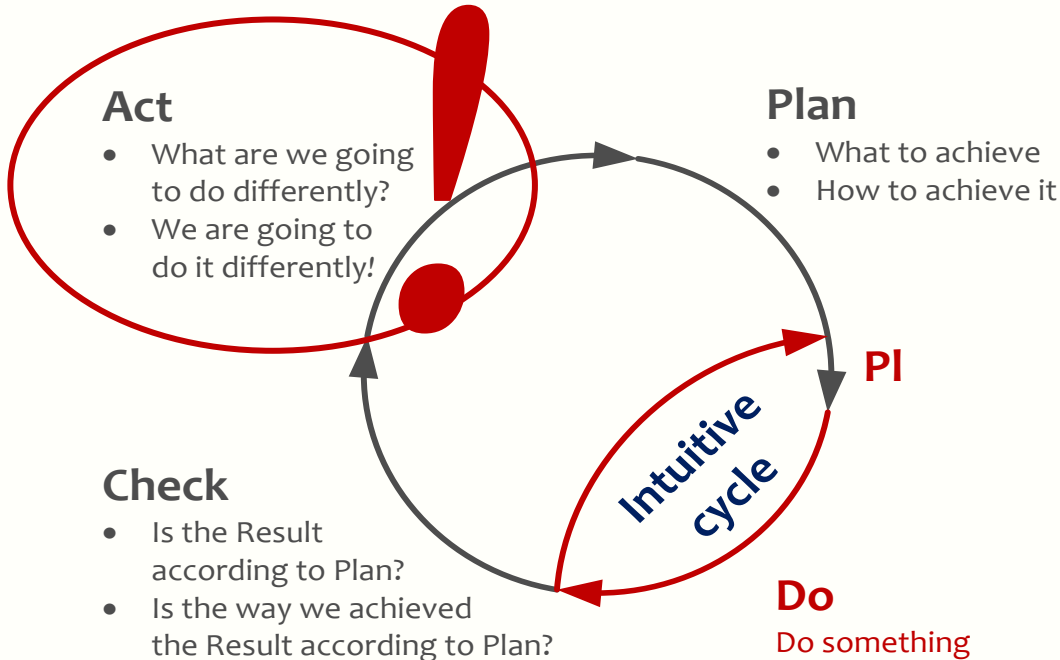 Act
• What are we going
to do differently?
• We are going to
do it differently!
Plan
• What to achieve
• How to achieve it
Pl
Intuitive
cycle
Check
• Is the Result
according to Plan?
• Is the way we achieved
the Result according to Plan?
Do
Do something